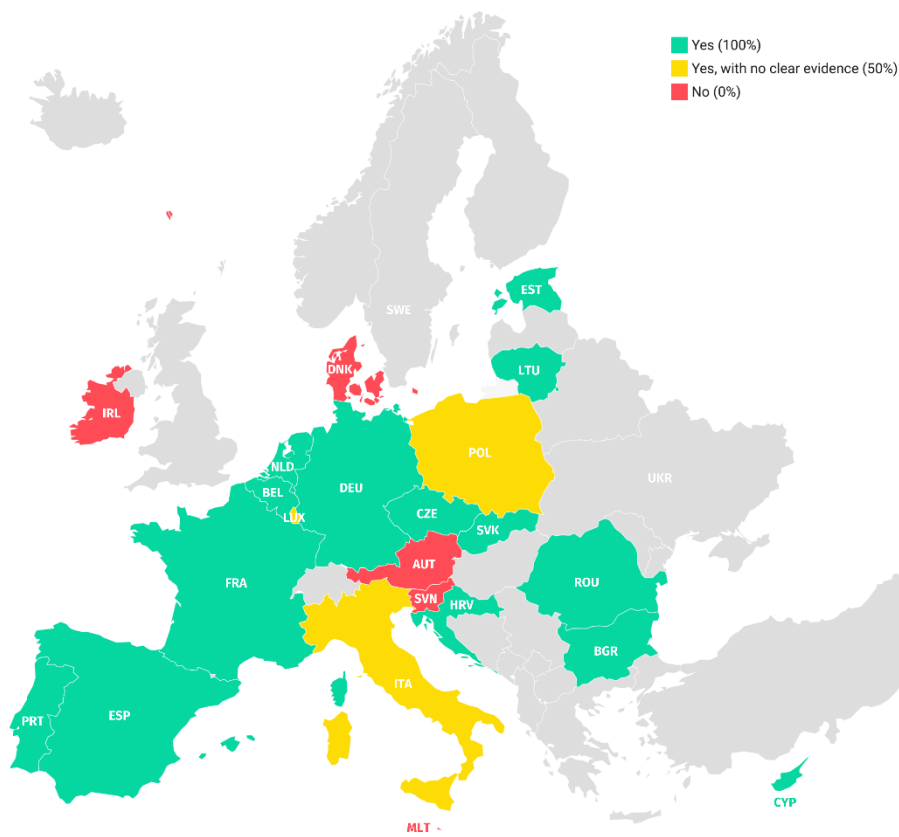 Yes (100%)
Yes, with no clear evidence (50%)
No (0%)
EST
SWE
LTU
DNK
IRL
POL
NLD
UKR
DEU
BEL
CZE
LUX
SVK
AUT
FRA
ROU
SVN
HRV
BGR
ITA
ESP
PRT
CYP
MLT